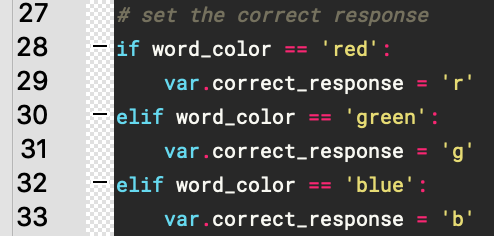 27 # set the correct response
28 if word_color == 'red':
29     var.correct_response = 'r'
30 elif word_color == 'green':
31     var.correct_response = 'g'
32 elif word_color == 'blue':
33     var.correct_response = 'b'